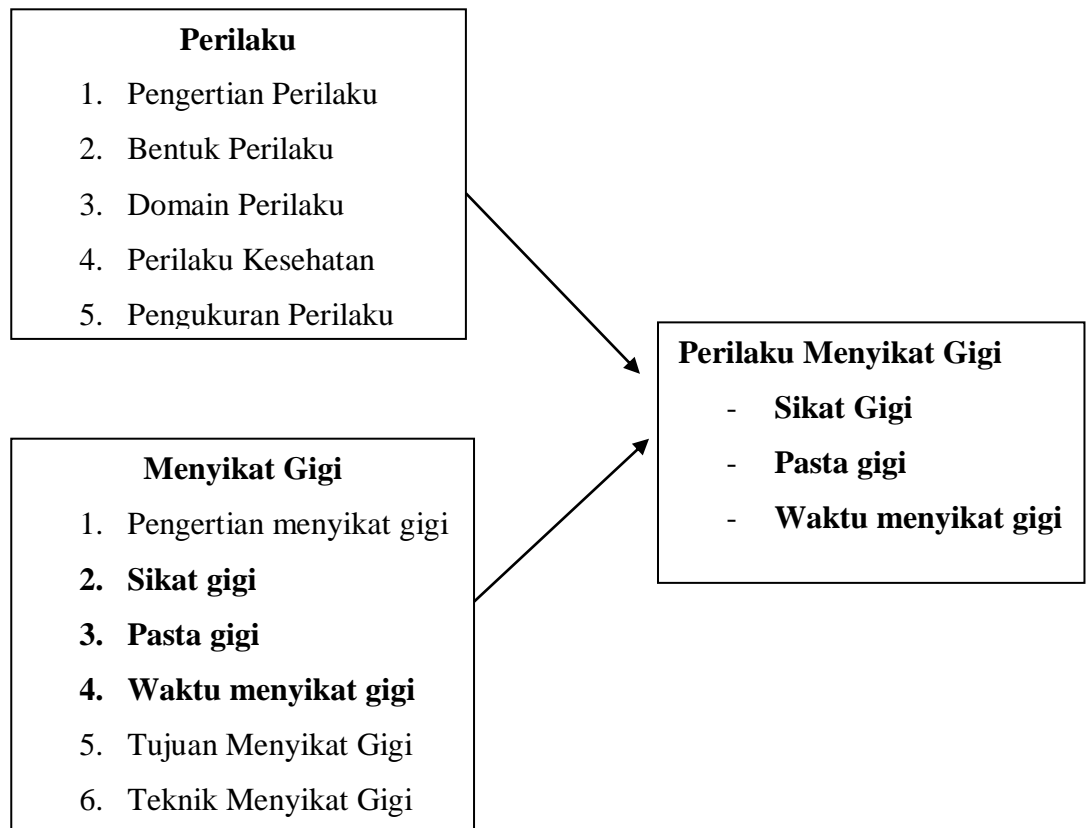 Perilaku
1. Pengertian Perilaku
2. Bentuk Perilaku
3. Domain Perilaku
4. Perilaku Kesehatan
5. Pengukuran Perilaku
Menyikat Gigi
1. Pengertian menyikat gigi
2. Sikat gigi
3. Pasta gigi
4. Waktu menyikat gigi
5. Tujuan Menyikat Gigi
6. Teknik Menyikat Gigi
Perilaku Menyikat Gigi
- Sikat Gigi
- Pasta gigi
- Waktu menyikat gigi